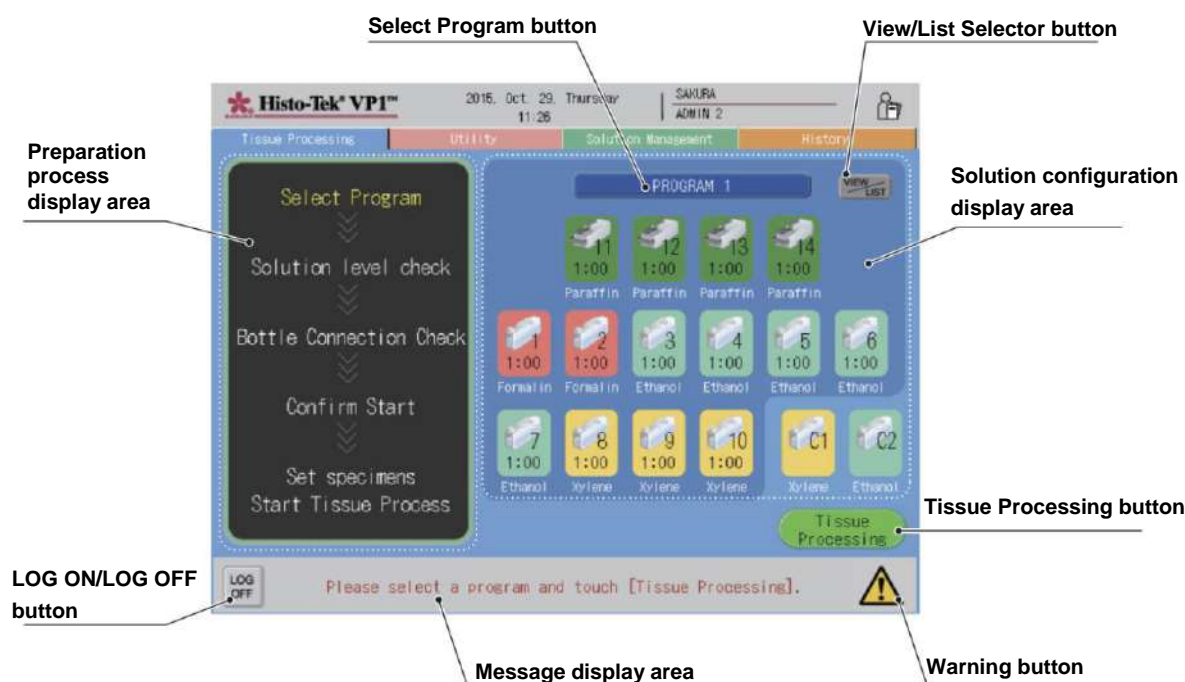 Select Program button
View/List Selector button
Histo-Tek® VP1™
2015. Oct. 29. Thursday
11:26
SAKURA
ADMIN 2
Tissue Processing
Utility
Solution Management
History
Preparation
process
display area
Select Program
Solution level check
Bottle Connection Check
Confirm Start
Set specimens
Start Tissue Process
PROGRAM 1
VIEW
LIST
Solution configuration
display area
11 12 13 14
1:00 1:00 1:00 1:00
Paraffin Paraffin Paraffin Paraffin
1 2 3 4 5 6
1:00 1:00 1:00 1:00 1:00 1:00
Formalin Formalin Ethanol Ethanol Ethanol Ethanol
7 8 9 10 C1 C2
1:00 1:00 1:00 1:00
Ethanol Xylene Xylene Xylene Xylene Ethanol
Tissue
Processing
Tissue Processing button
LOG ON/LOG OFF
button
LOG
OFF
Please select a program and touch [Tissue Processing].
Message display area
Warning button